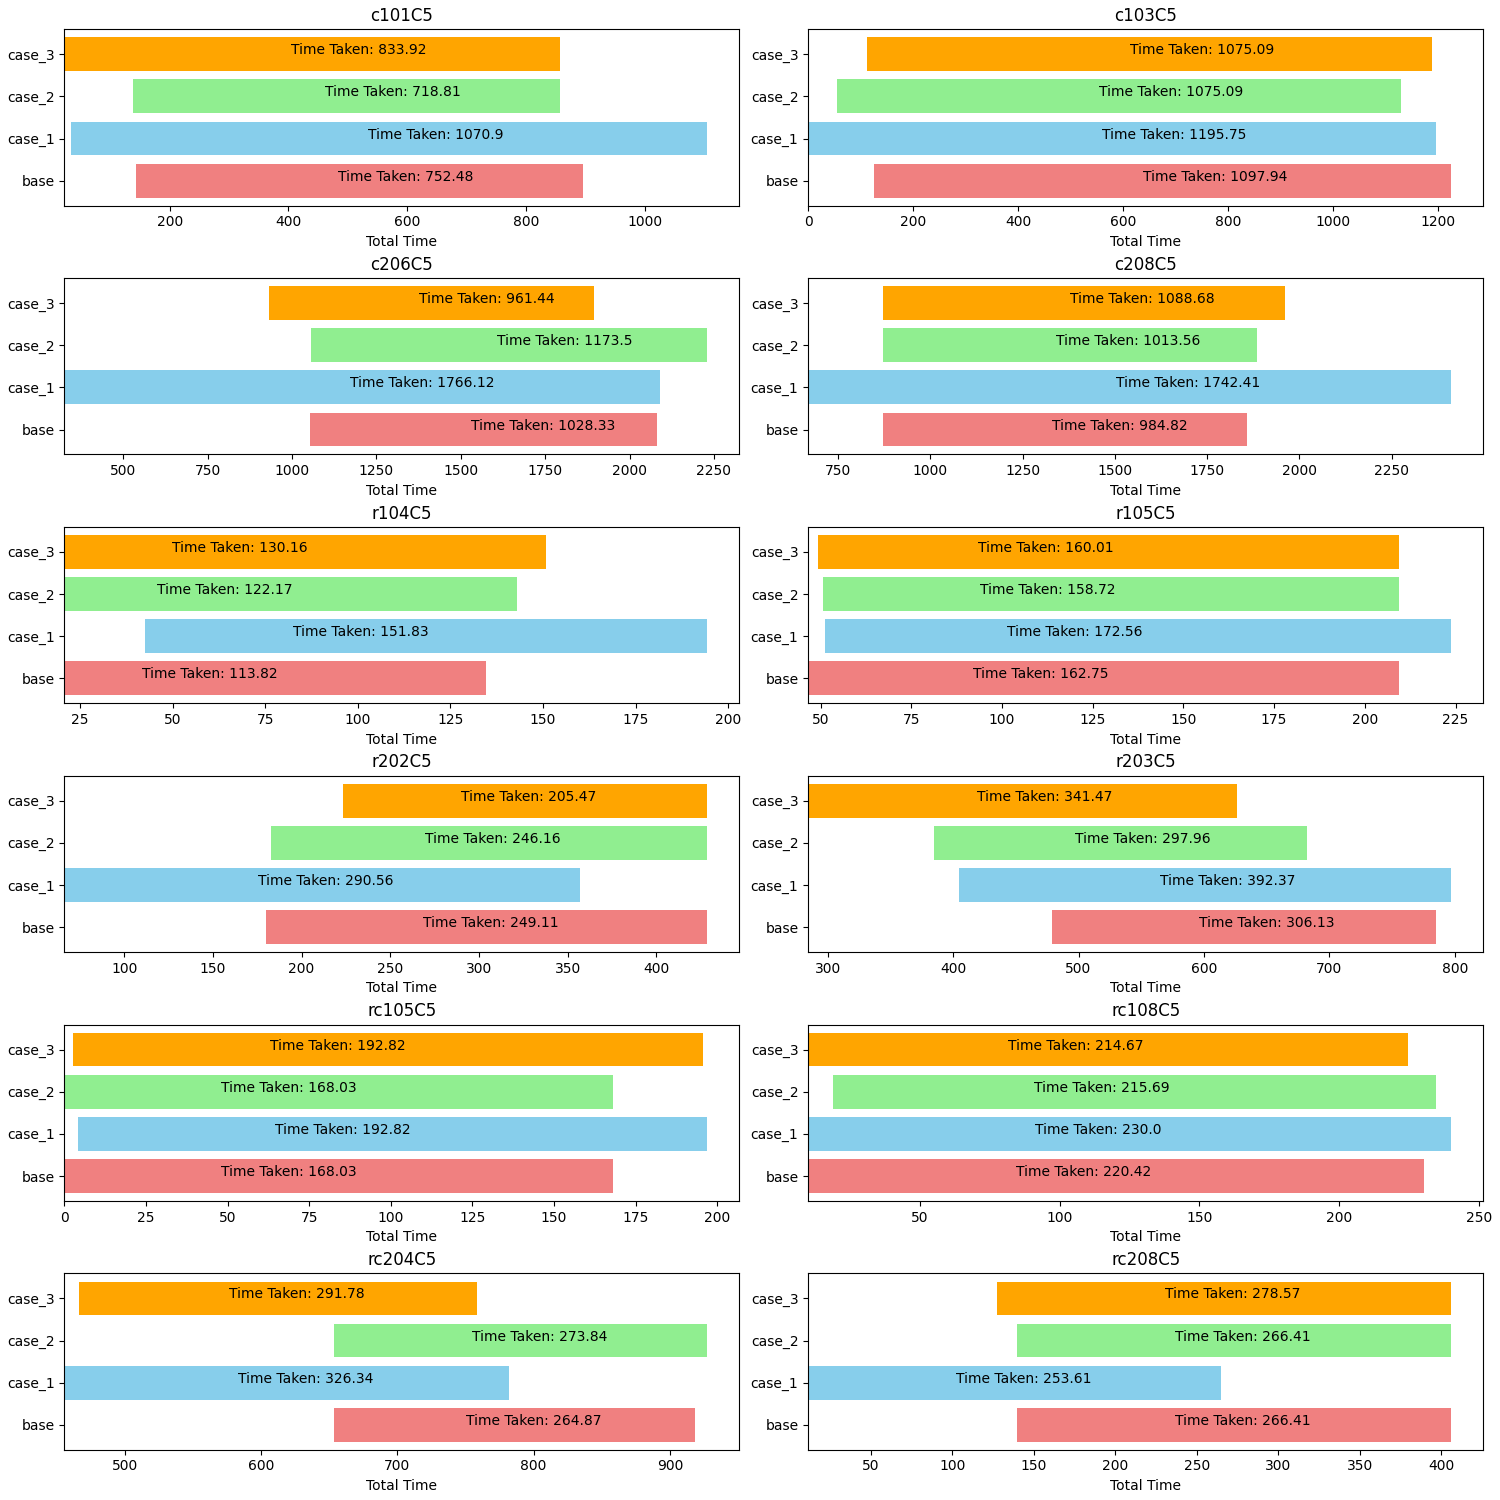 c101C5
case_3
Time Taken: 833.92
case_2
Time Taken: 718.81
case_1
Time Taken: 1070.9
base
Time Taken: 752.48
200 400 600 800 1000
Total Time
c103C5
case_3
Time Taken: 1075.09
case_2
Time Taken: 1075.09
case_1
Time Taken: 1195.75
base
Time Taken: 1097.94
0 200 400 600 800 1000 1200
Total Time
c206C5
case_3
Time Taken: 961.44
case_2
Time Taken: 1173.5
case_1
Time Taken: 1766.12
base
Time Taken: 1028.33
500 750 1000 1250 1500 1750 2000 2250
Total Time
c208C5
case_3
Time Taken: 1088.68
case_2
Time Taken: 1013.56
case_1
Time Taken: 1742.41
base
Time Taken: 984.82
750 1000 1250 1500 1750 2000 2250
Total Time
r104C5
case_3
Time Taken: 130.16
case_2
Time Taken: 122.17
case_1
Time Taken: 151.83
base
Time Taken: 113.82
25 50 75 100 125 150 175 200
Total Time
r105C5
case_3
Time Taken: 160.01
case_2
Time Taken: 158.72
case_1
Time Taken: 172.56
base
Time Taken: 162.75
50 75 100 125 150 175 200 225
Total Time
r202C5
case_3
Time Taken: 205.47
case_2
Time Taken: 246.16
case_1
Time Taken: 290.56
base
Time Taken: 249.11
100 150 200 250 300 350 400
Total Time
r203C5
case_3
Time Taken: 341.47
case_2
Time Taken: 297.96
case_1
Time Taken: 392.37
base
Time Taken: 306.13
300 400 500 600 700 800
Total Time
rc105C5
case_3
Time Taken: 192.82
case_2
Time Taken: 168.03
case_1
Time Taken: 192.82
base
Time Taken: 168.03
0 25 50 75 100 125 150 175 200
Total Time
rc108C5
case_3
Time Taken: 214.67
case_2
Time Taken: 215.69
case_1
Time Taken: 230.0
base
Time Taken: 220.42
50 100 150 200 250
Total Time
rc204C5
case_3
Time Taken: 291.78
case_2
Time Taken: 273.84
case_1
Time Taken: 326.34
base
Time Taken: 264.87
500 600 700 800 900
Total Time
rc208C5
case_3
Time Taken: 278.57
case_2
Time Taken: 266.41
case_1
Time Taken: 253.61
base
Time Taken: 266.41
50 100 150 200 250 300 350 400
Total Time